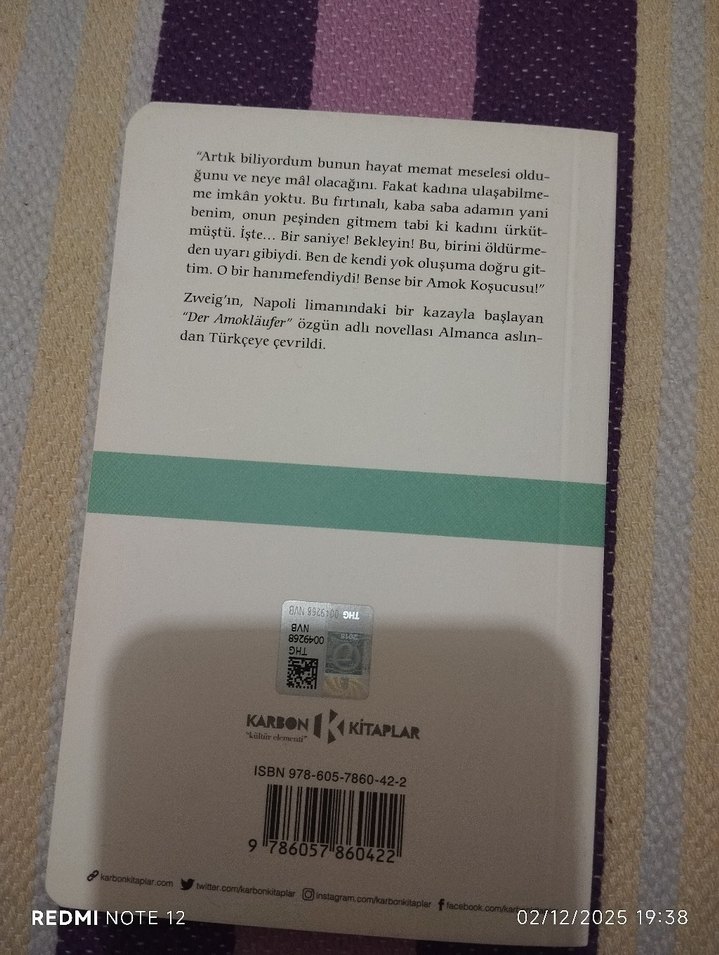 “Artık biliyordum bunun hayat memat meselesi oldu-
ğunu ve neye mâl olacağını. Fakat kadına ulaşabilme-
me imkân yoktu. Bu fırtınalı, kaba saba adamın yani
benim, onun peşinden gitmem tabi ki kadını ürküt-
müştü. İşte... Bir saniye! Bekleyin! Bu, birini öldürme-
den uyarı gibiydi. Ben de kendi yok oluşuma doğru git-
tim. O bir hanımefendiydi! Bense bir Amok Koşucusu!”
Zweig’ın, Napoli limanındaki bir kazayla başlayan
“Der Amokläufer” özgün adlı novellası Almanca aslın-
dan Türkçeye çevrildi.
THG 0049268 NVB
THG
0049268
NVB
2018
KARBON K KİTAPLAR
“kültür elementi”
ISBN 978-605-7860-42-2
9 786057 860422
karbonkitaplar.com twitter.com/karbonkitaplar instagram.com/karbonkitaplar facebook.com/
REDMI NOTE 12
02/12/2025 19:38